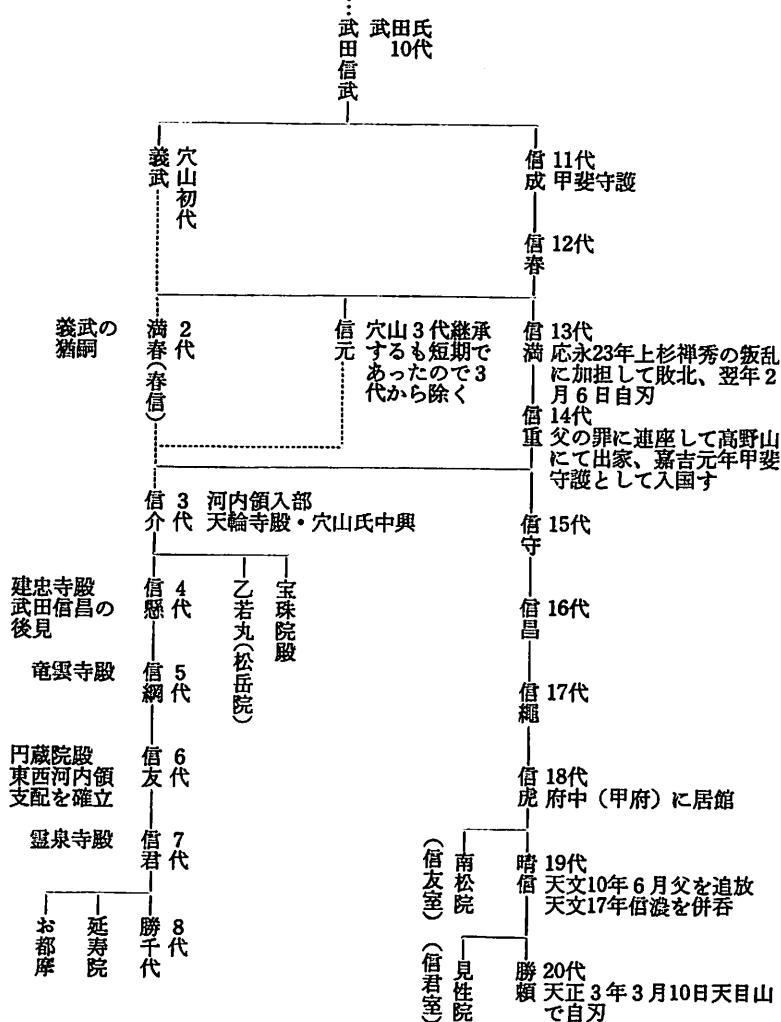 武田氏
10代
武田信武
11代
信成
甲斐守護
12代
信春
13代
信満
応永23年上杉禅秀の叛乱
に加担して敗北、翌年2
月6日自刃
14代
信重
父の罪に連座して高野山
にて出家、嘉吉元年甲斐
守護として入国す
15代
信守
16代
信昌
17代
信縄
18代
信虎
府中（甲府）に居館
19代
晴信
天文10年6月父を追放
天文17年信濃を併呑
南松院
（信友室）
20代
勝頼
天正3年3月10日天目山
で自刃
見性院
（信君室）
穴山初代
義武
2代
満春（春信）
義武の
猶嗣
信元
穴山3代継承
するも短期で
あったので3
代から除く
3代
信介
河内領入部
天輪寺殿・穴山氏中興
宝珠院殿
乙若丸（松岳院）
4代
信懸
建忠寺殿
武田信昌の
後見
5代
信綱
竜雲寺殿
6代
信友
円蔵院殿
東西河内領
支配を確立
7代
信君
霊泉寺殿
8代
勝千代
延寿院
お都摩